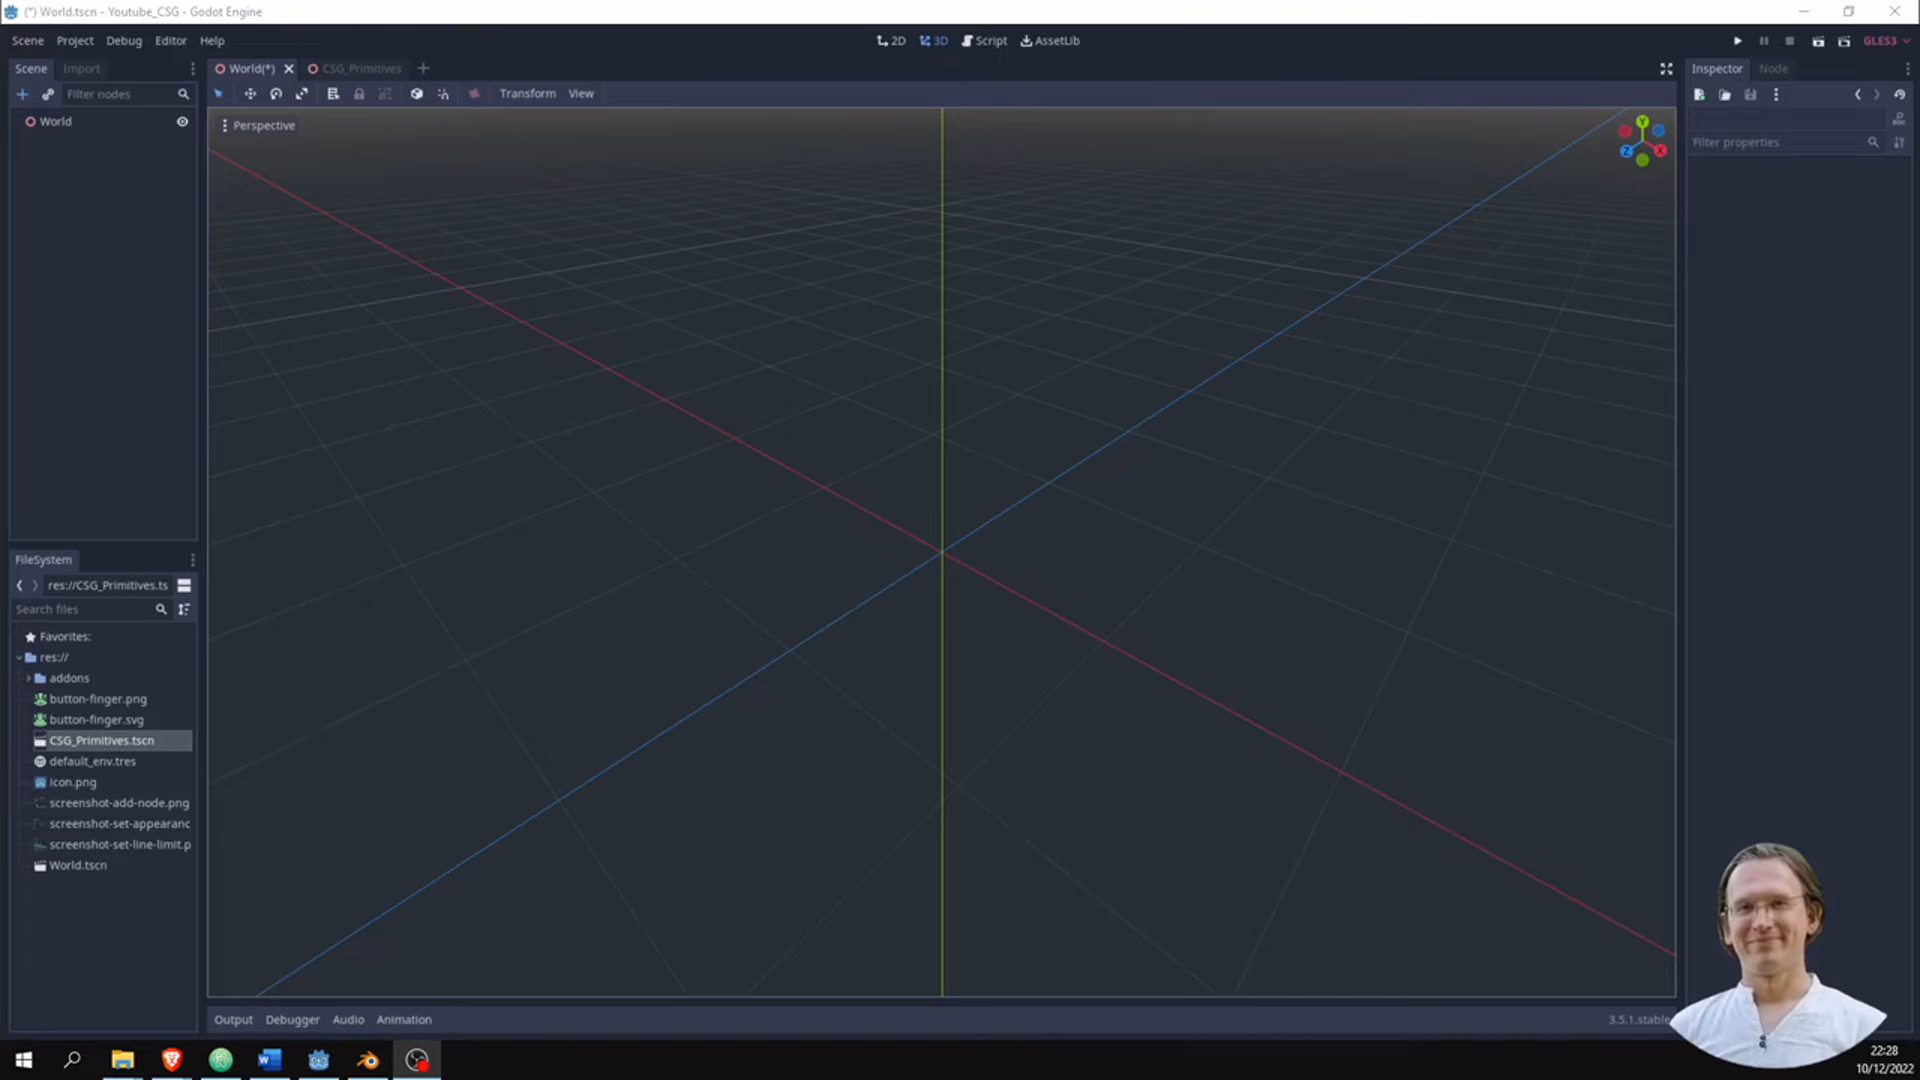 (*) World.tscn - Youtube_CSG - Godot Engine
Scene Project Debug Editor Help
2D 3D Script AssetLib
GLES3
Scene Import
World(*) CSG_Primitives
Inspector Node
Filter nodes
Transform View
World
Perspective
Y
Z
X
Filter properties
FileSystem
res://CSG_Primitives.ts
Search files
Favorites:
res://
addons
button-finger.png
button-finger.svg
CSG_Primitives.tscn
default_env.tres
icon.png
screenshot-add-node.png
screenshot-set-appearanc
screenshot-set-line-limit.p
World.tscn
Output Debugger Audio Animation
3.5.1.stable
22:28
10/12/2022